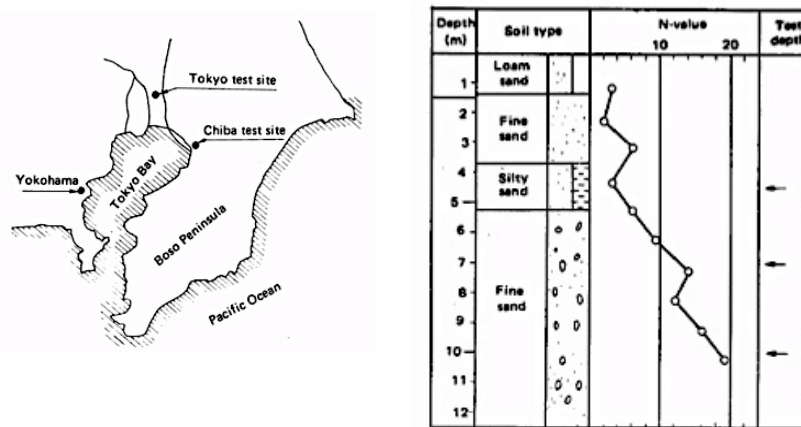 Tokyo test site
Chiba test site
Yokohama
Tokyo Bay
Boso Peninsula
Pacific Ocean
Depth (m)
Soil type
N-value
10 20
Test depth
Loam sand
Fine sand
Silty sand
Fine sand
1
2
3
4
5
6
7
8
9
10
11
12